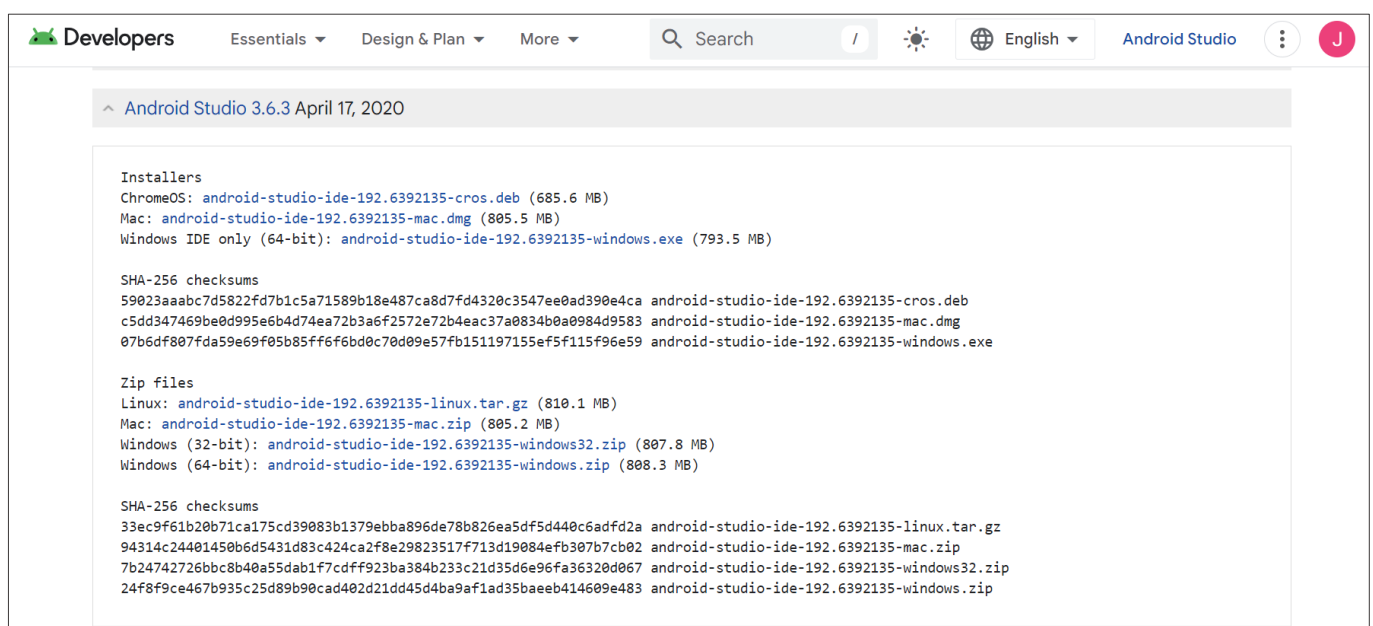 Developers Essentials Design & Plan More Search / English Android Studio J
Android Studio 3.6.3 April 17, 2020
Installers
ChromeOS: android-studio-ide-192.6392135-cros.deb (685.6 MB)
Mac: android-studio-ide-192.6392135-mac.dmg (805.5 MB)
Windows IDE only (64-bit): android-studio-ide-192.6392135-windows.exe (793.5 MB)
SHA-256 checksums
59023aaabc7d5822fd7b1c5a71589b18e487ca8d7fd4320c3547ee0ad390e4ca android-studio-ide-192.6392135-cros.deb
c5dd347469be0d995e6b4d74ea72b3a6f2572e72b4eac37a0834b0a0984d9583 android-studio-ide-192.6392135-mac.dmg
07b6df807fda59e69f05b85ff6f6bd0c70d09e57fb151197155ef5f115f96e59 android-studio-ide-192.6392135-windows.exe
Zip files
Linux: android-studio-ide-192.6392135-linux.tar.gz (810.1 MB)
Mac: android-studio-ide-192.6392135-mac.zip (805.2 MB)
Windows (32-bit): android-studio-ide-192.6392135-windows32.zip (807.8 MB)
Windows (64-bit): android-studio-ide-192.6392135-windows.zip (808.3 MB)
SHA-256 checksums
33ec9f61b20b71ca175cd39083b1379ebba896de78b826ea5df5d440c6adfd2a android-studio-ide-192.6392135-linux.tar.gz
94314c24401450b6d5431d83c424ca2f8e29823517f713d19084efb307b7cb02 android-studio-ide-192.6392135-mac.zip
7b24742726bbc8b40a55dab1f7cdff923ba384b233c21d35d6e96fa36320d067 android-studio-ide-192.6392135-windows32.zip
24f8f9ce467b935c25d89b90cad402d21dd45d4ba9af1ad35baeeb414609e483 android-studio-ide-192.6392135-windows.zip